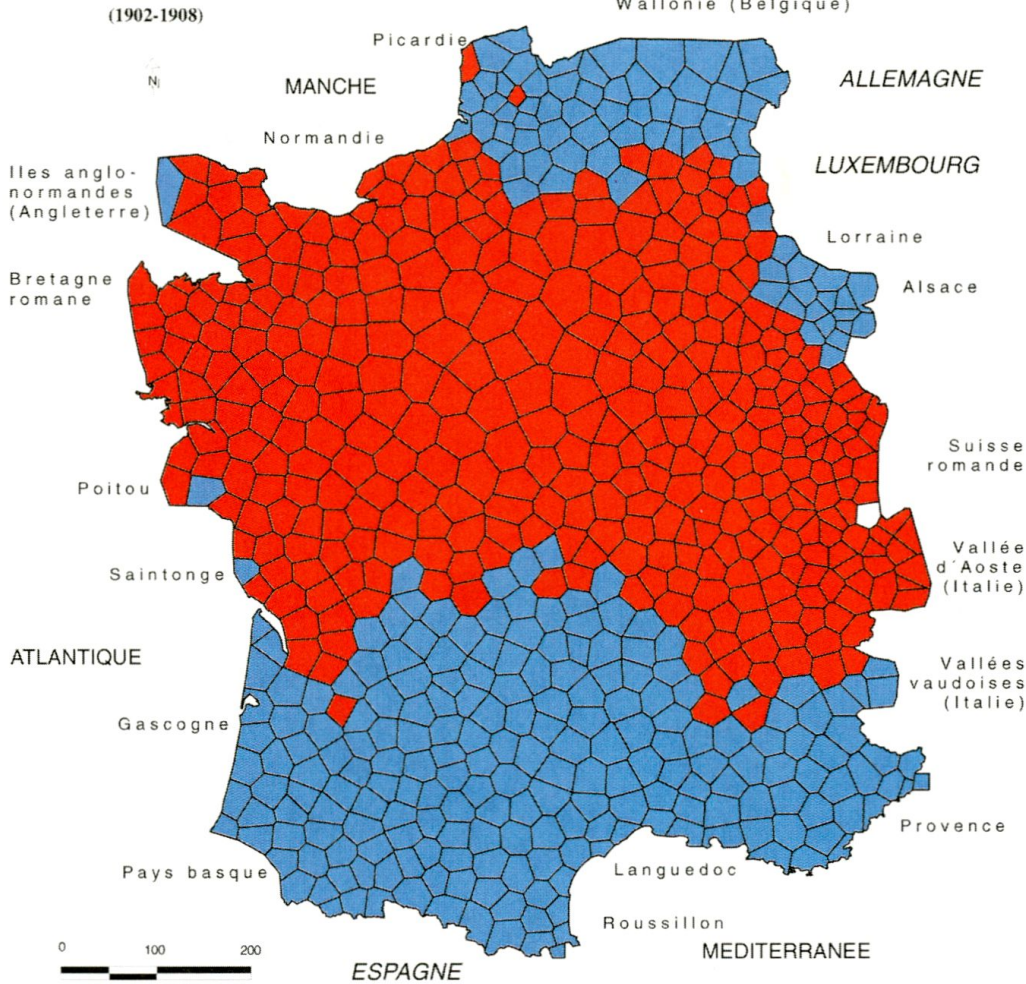 Wallonie (Belgique)
(1902-1908)
Picardie
N
MANCHE
ALLEMAGNE
Normandie
Iles anglo-
normandes
(Angleterre)
LUXEMBOURG
Lorraine
Bretagne
romane
Alsace
Suisse
romande
Poitou
Vallée
d'Aoste
(Italie)
Saintonge
ATLANTIQUE
Vallées
vaudoises
(Italie)
Gascogne
Provence
Pays basque
Languedoc
Roussillon
MEDITERRANEE
0 100 200
ESPAGNE